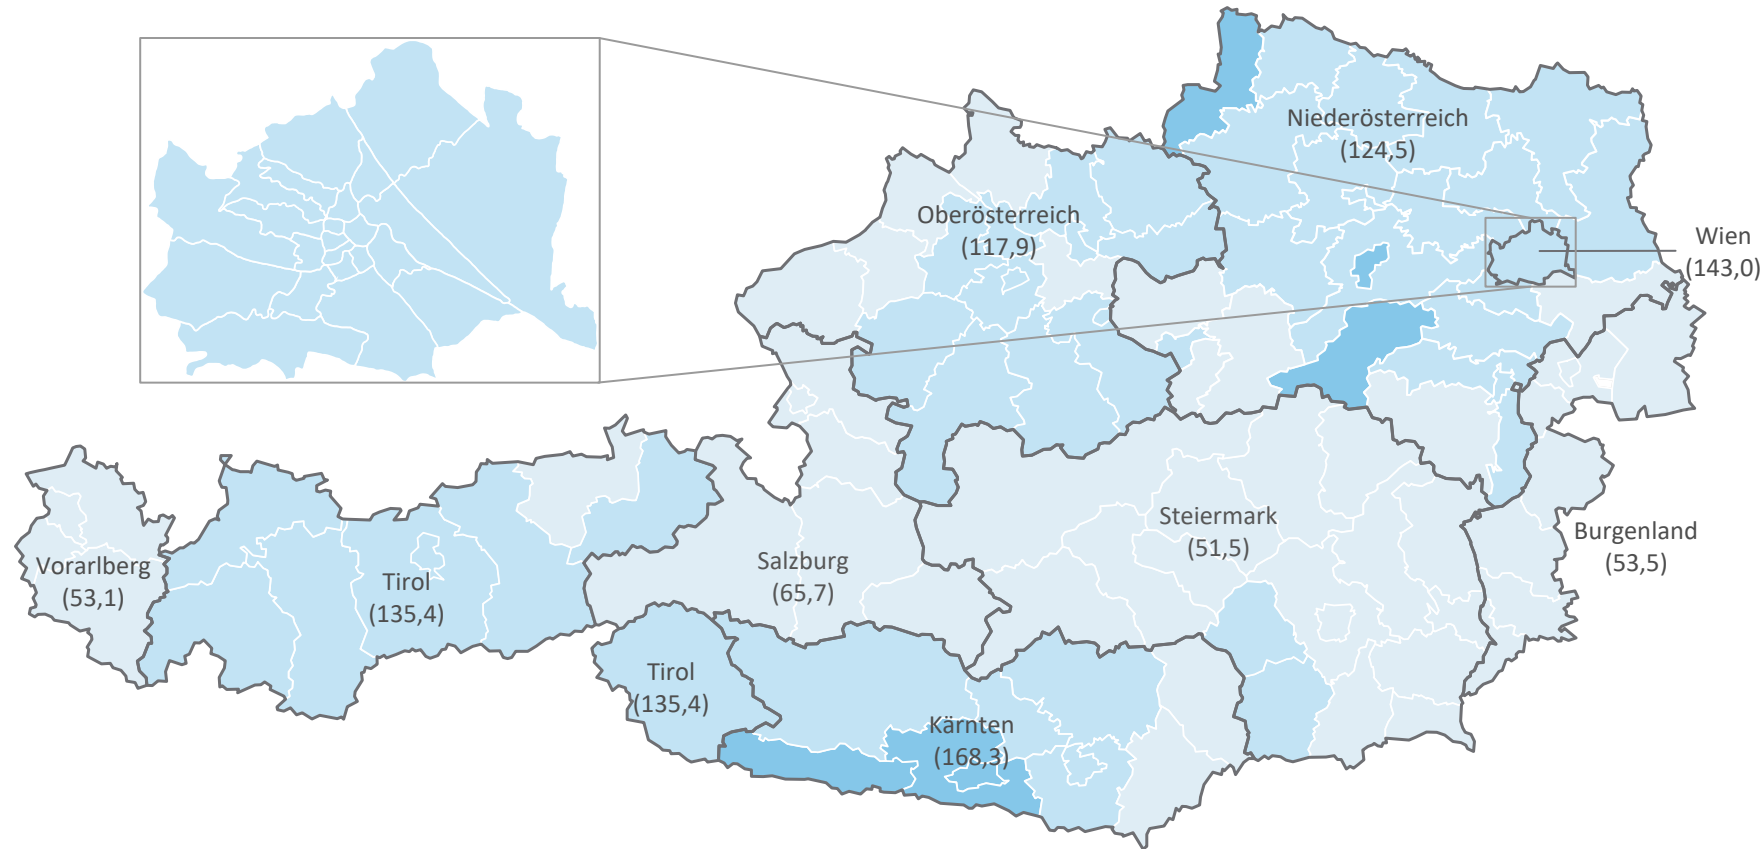 Niederösterreich
(124,5)
Oberösterreich
(117,9)
Wien
(143,0)
Steiermark
(51,5)
Burgenland
(53,5)
Vorarlberg
(53,1)
Tirol
(135,4)
Salzburg
(65,7)
Tirol
(135,4)
Kärnten
(168,3)